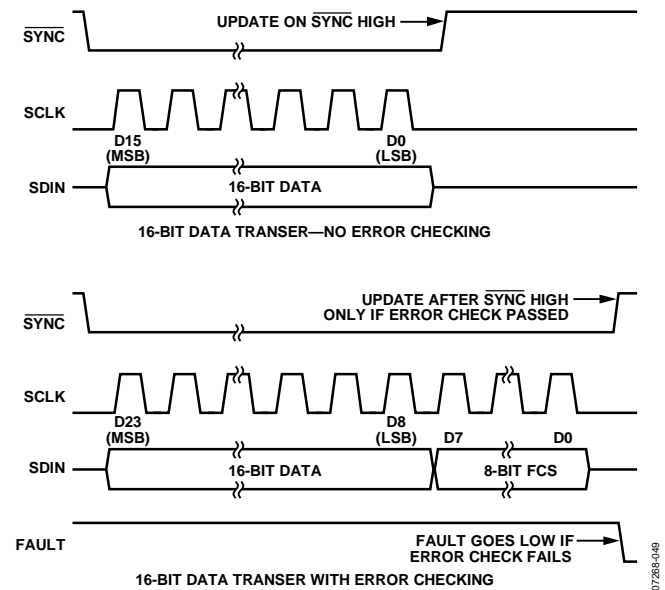 UPDATE ON SYNC HIGH
SYNC
SCLK
D15
(MSB)
D0
(LSB)
SDIN
16-BIT DATA
16-BIT DATA TRANSER—NO ERROR CHECKING
UPDATE AFTER SYNC HIGH
ONLY IF ERROR CHECK PASSED
SYNC
SCLK
D23
(MSB)
D8
(LSB)
D7
D0
SDIN
16-BIT DATA
8-BIT FCS
FAULT
FAULT GOES LOW IF
ERROR CHECK FAILS
16-BIT DATA TRANSER WITH ERROR CHECKING
07268-049